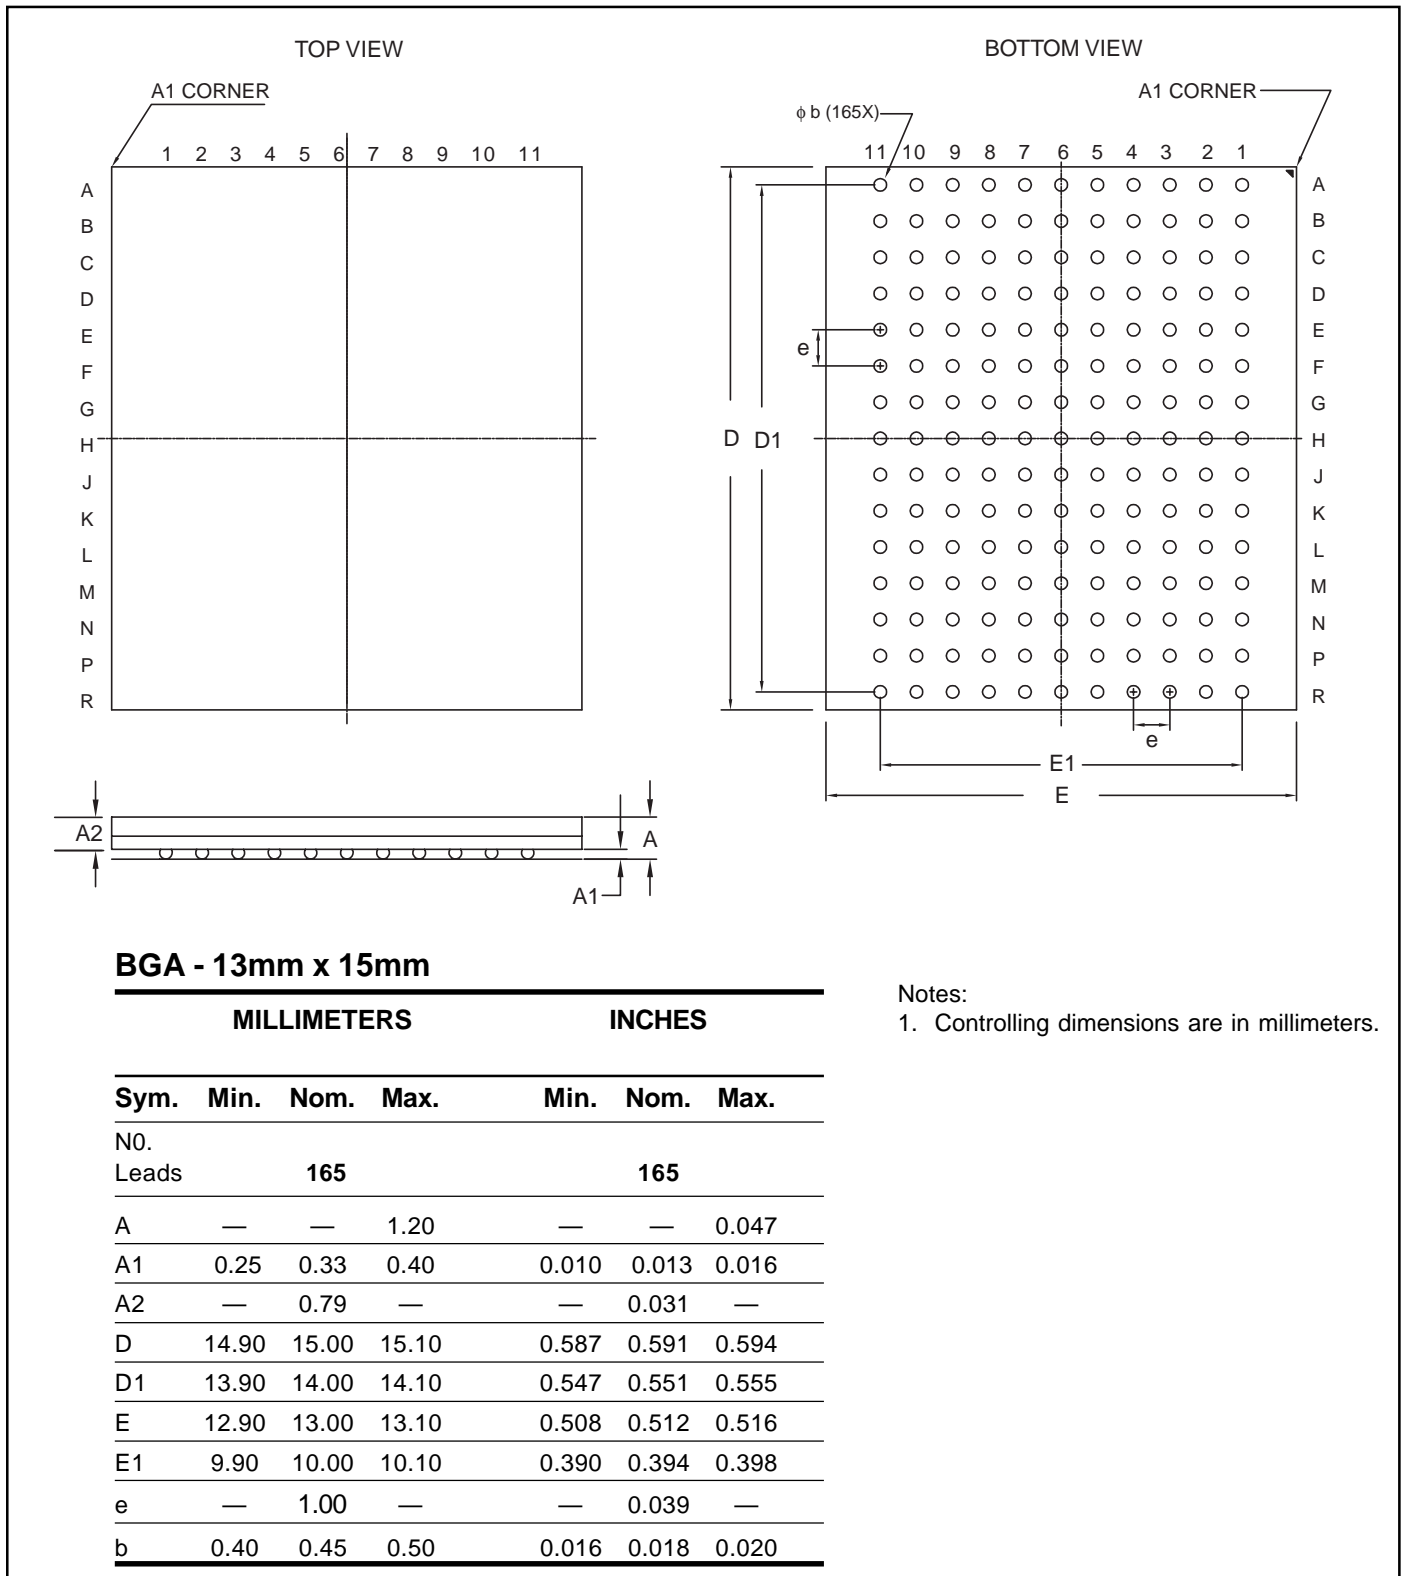 TOP VIEW
A1 CORNER
1 2 3 4 5 6 7 8 9 10 11
A
B
C
D
E
F
G
H
J
K
L
M
N
P
R
BOTTOM VIEW
A1 CORNER
ϕ b (165X)
11 10 9 8 7 6 5 4 3 2 1
A
B
C
D
E
F
G
H
J
K
L
M
N
P
R
e
D D1
e
E1
E
A2
A
A1
BGA - 13mm x 15mm
MILLIMETERS INCHES
Sym. Min. Nom. Max. Min. Nom. Max.
N0.
Leads 165 165
A — — 1.20 — — 0.047
A1 0.25 0.33 0.40 0.010 0.013 0.016
A2 — 0.79 — — 0.031 —
D 14.90 15.00 15.10 0.587 0.591 0.594
D1 13.90 14.00 14.10 0.547 0.551 0.555
E 12.90 13.00 13.10 0.508 0.512 0.516
E1 9.90 10.00 10.10 0.390 0.394 0.398
e — 1.00 — — 0.039 —
b 0.40 0.45 0.50 0.016 0.018 0.020
Notes:
1. Controlling dimensions are in millimeters.